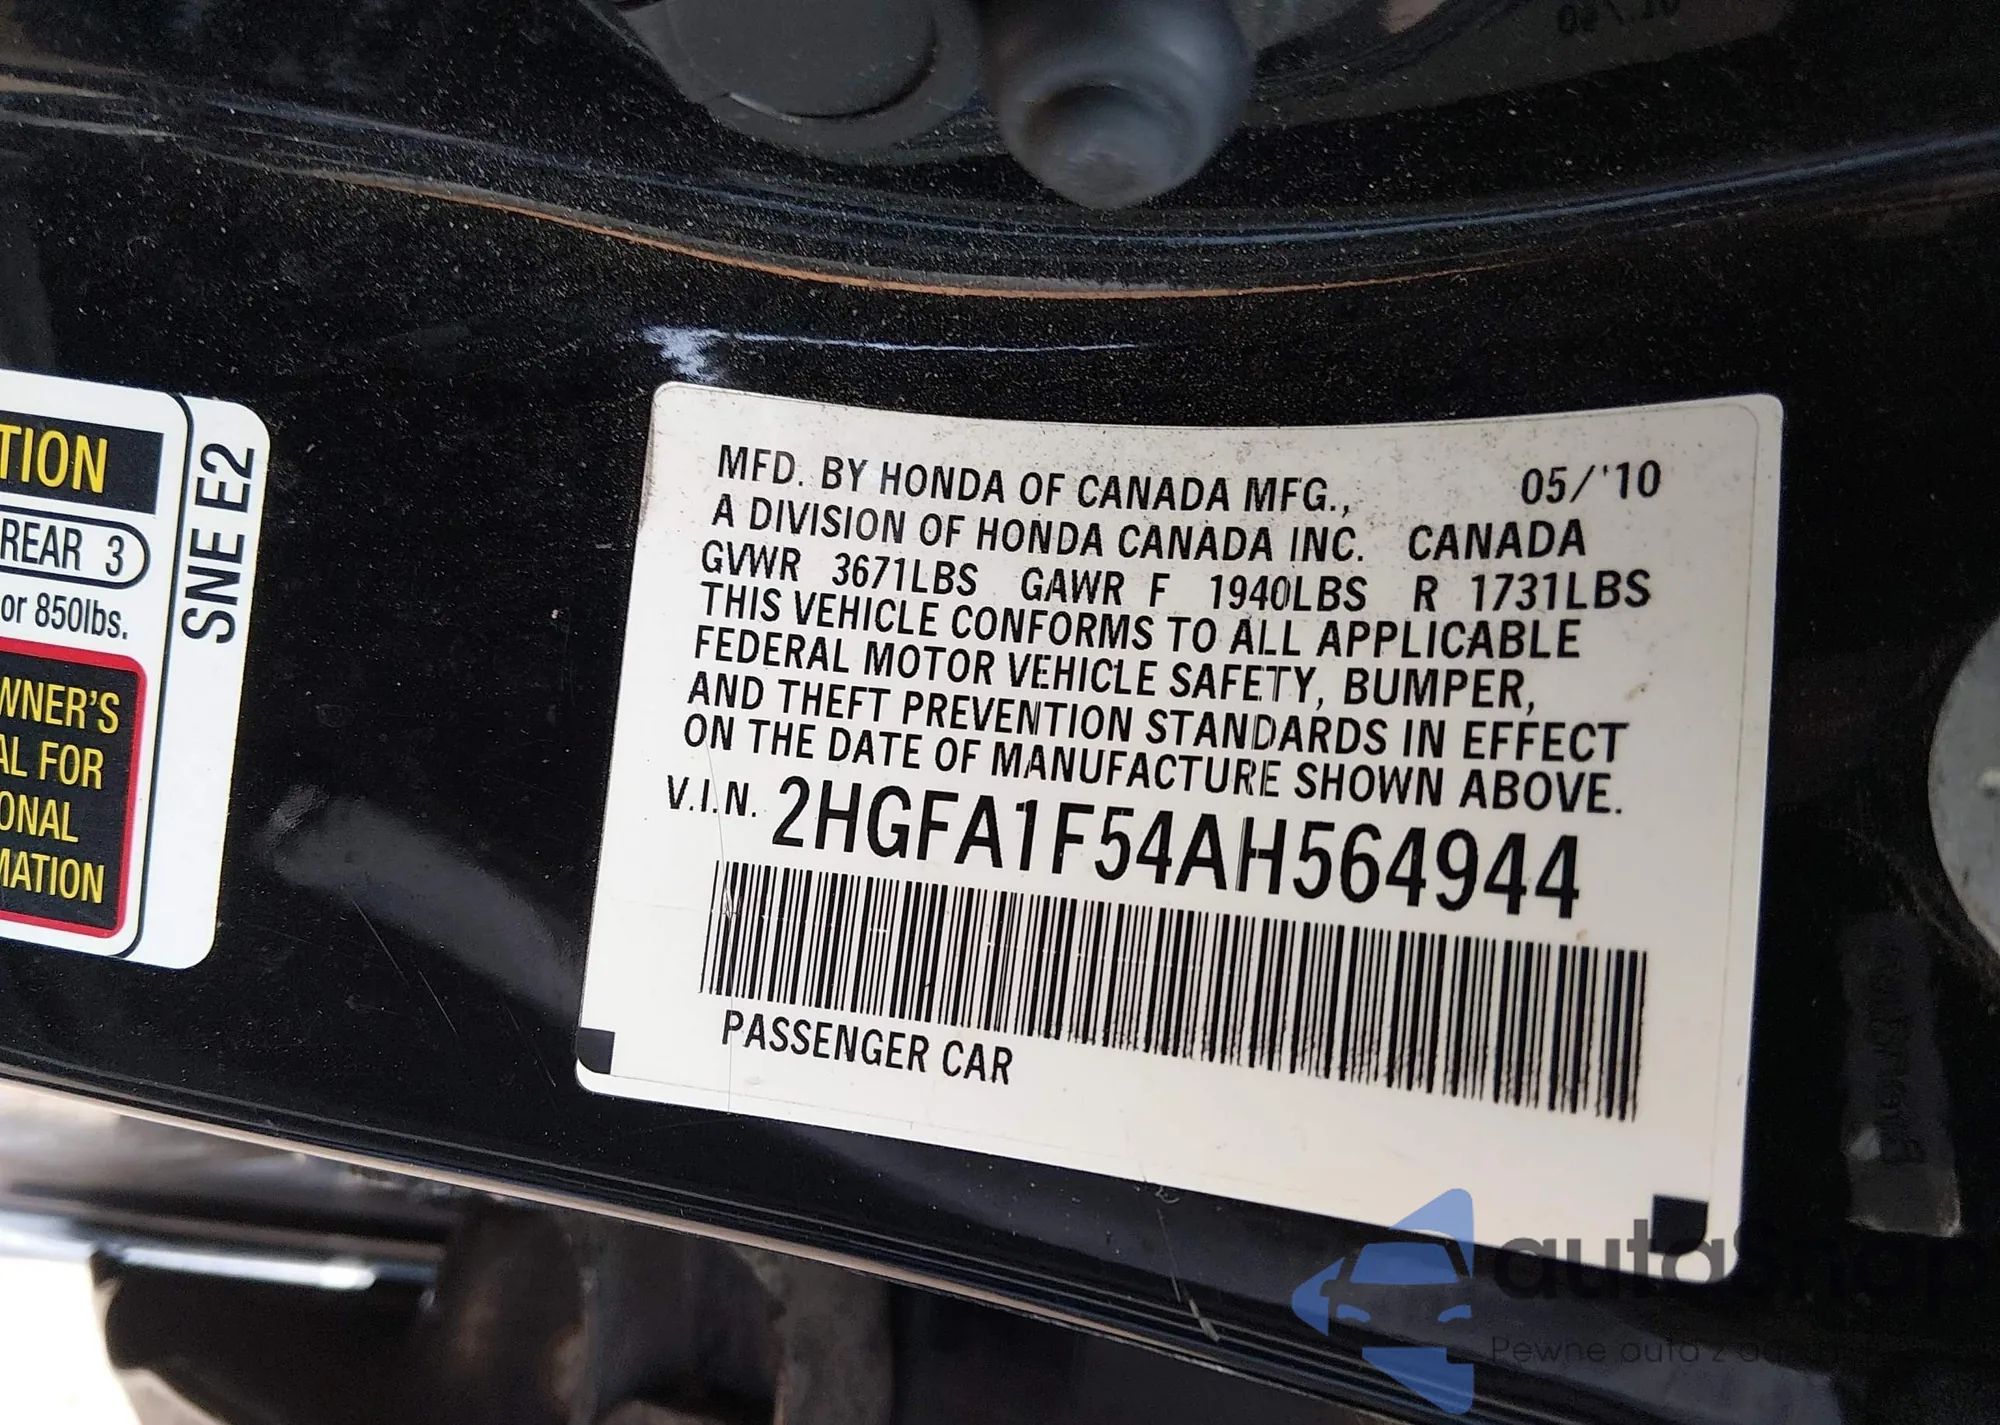 TION
REAR 3
or 850lbs.
WNER'S
AL FOR
ONAL
MATION
SNE E2
MFD. BY HONDA OF CANADA MFG., 05/'10
A DIVISION OF HONDA CANADA INC. CANADA
GVWR 3671LBS GAWR F 1940LBS R 1731LBS
THIS VEHICLE CONFORMS TO ALL APPLICABLE
FEDERAL MOTOR VEHICLE SAFETY, BUMPER,
AND THEFT PREVENTION STANDARDS IN EFFECT
ON THE DATE OF MANUFACTURE SHOWN ABOVE.
V.I.N. 2HGFA1F54AH564944
PASSENGER CAR
autosnap
Pewne auta z